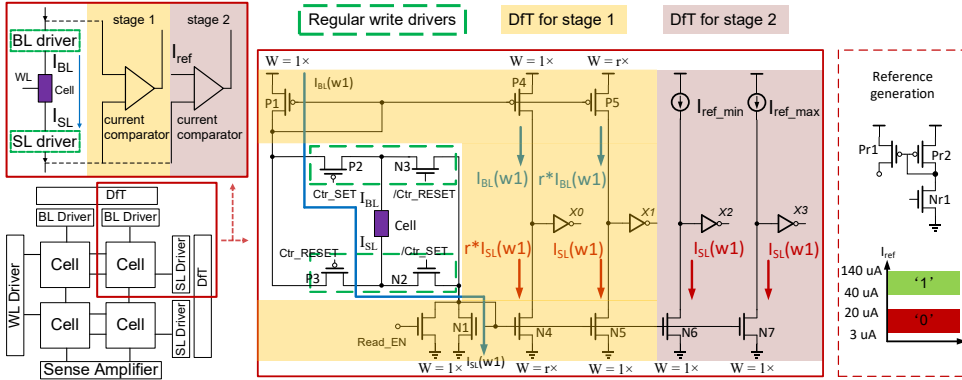 stage 1
stage 2
BL driver
I_BL
WL
Cell
I_SL
SL driver
I_ref
current comparator
current comparator
DfT
BL Driver
BL Driver
WL Driver
Cell
Cell
Cell
Cell
SL Driver
SL Driver
DfT
Sense Amplifier
Regular write drivers
DfT for stage 1
DfT for stage 2
W = 1×
W = 1×
W = r×
P1
I_BL(w1)
P4
P5
I_ref_min
I_ref_max
P2
N3
Ctr_SET
/Ctr_RESET
I_BL
Cell
I_SL
Ctr_RESET
/Ctr_SET
P3
N2
I_BL(w1)
r*I_BL(w1)
X0
X1
X2
X3
r*I_SL(w1)
I_SL(w1)
I_SL(w1)
I_SL(w1)
Read_EN
N1
N4
N5
N6
N7
I_SL(w1)
W = 1×
W = r×
W = 1×
W = 1×
W = 1×
Reference
generation
Pr1
Pr2
Nr1
I_ref
140 uA
40 uA
20 uA
3 uA
‘1’
‘0’